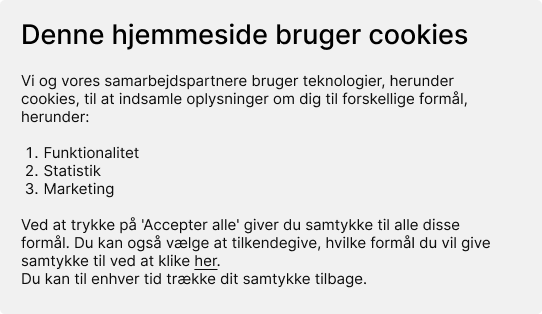 Denne hjemmeside bruger cookies
Vi og vores samarbejdspartnere bruger teknologier, herunder
cookies, til at indsamle oplysninger om dig til forskellige formål,
herunder:
1. Funktionalitet
2. Statistik
3. Marketing
Ved at trykke på 'Accepter alle' giver du samtykke til alle disse
formål. Du kan også vælge at tilkendegive, hvilke formål du vil give
samtykke til ved at klike her.
Du kan til enhver tid trække dit samtykke tilbage.